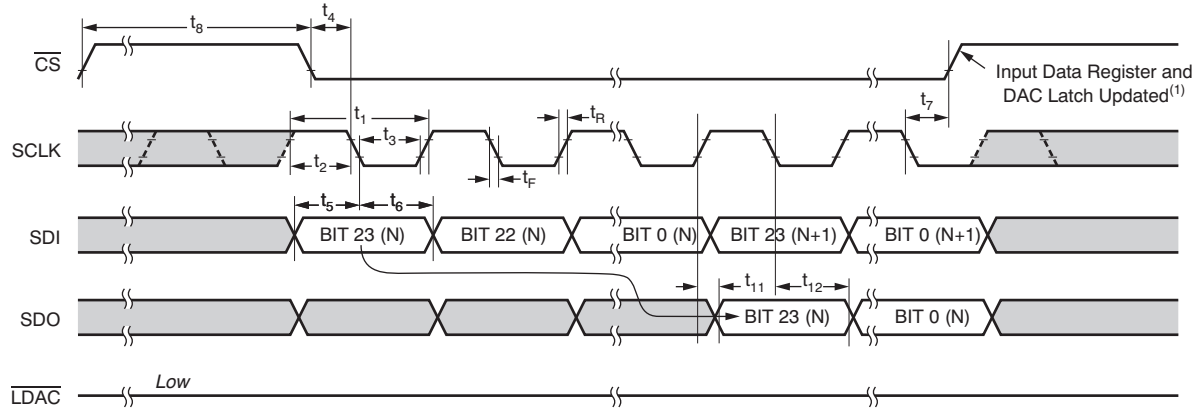 t8
t4
CS
Input Data Register and
DAC Latch Updated(1)
t1
t7
tR
t3
SCLK
t2
tF
t5
t6
SDI
BIT 23 (N)
BIT 22 (N)
BIT 0 (N)
BIT 23 (N+1)
BIT 0 (N+1)
t11
t12
SDO
BIT 23 (N)
BIT 0 (N)
Low
LDAC